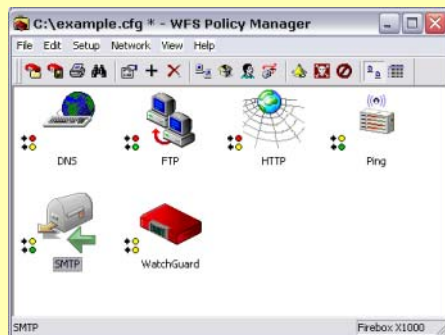 C:\example.cfg * - WFS Policy Manager
File Edit Setup Network View Help
DNS
FTP
HTTP
Ping
SMTP
WatchGuard
SMTP
Firebox X1000